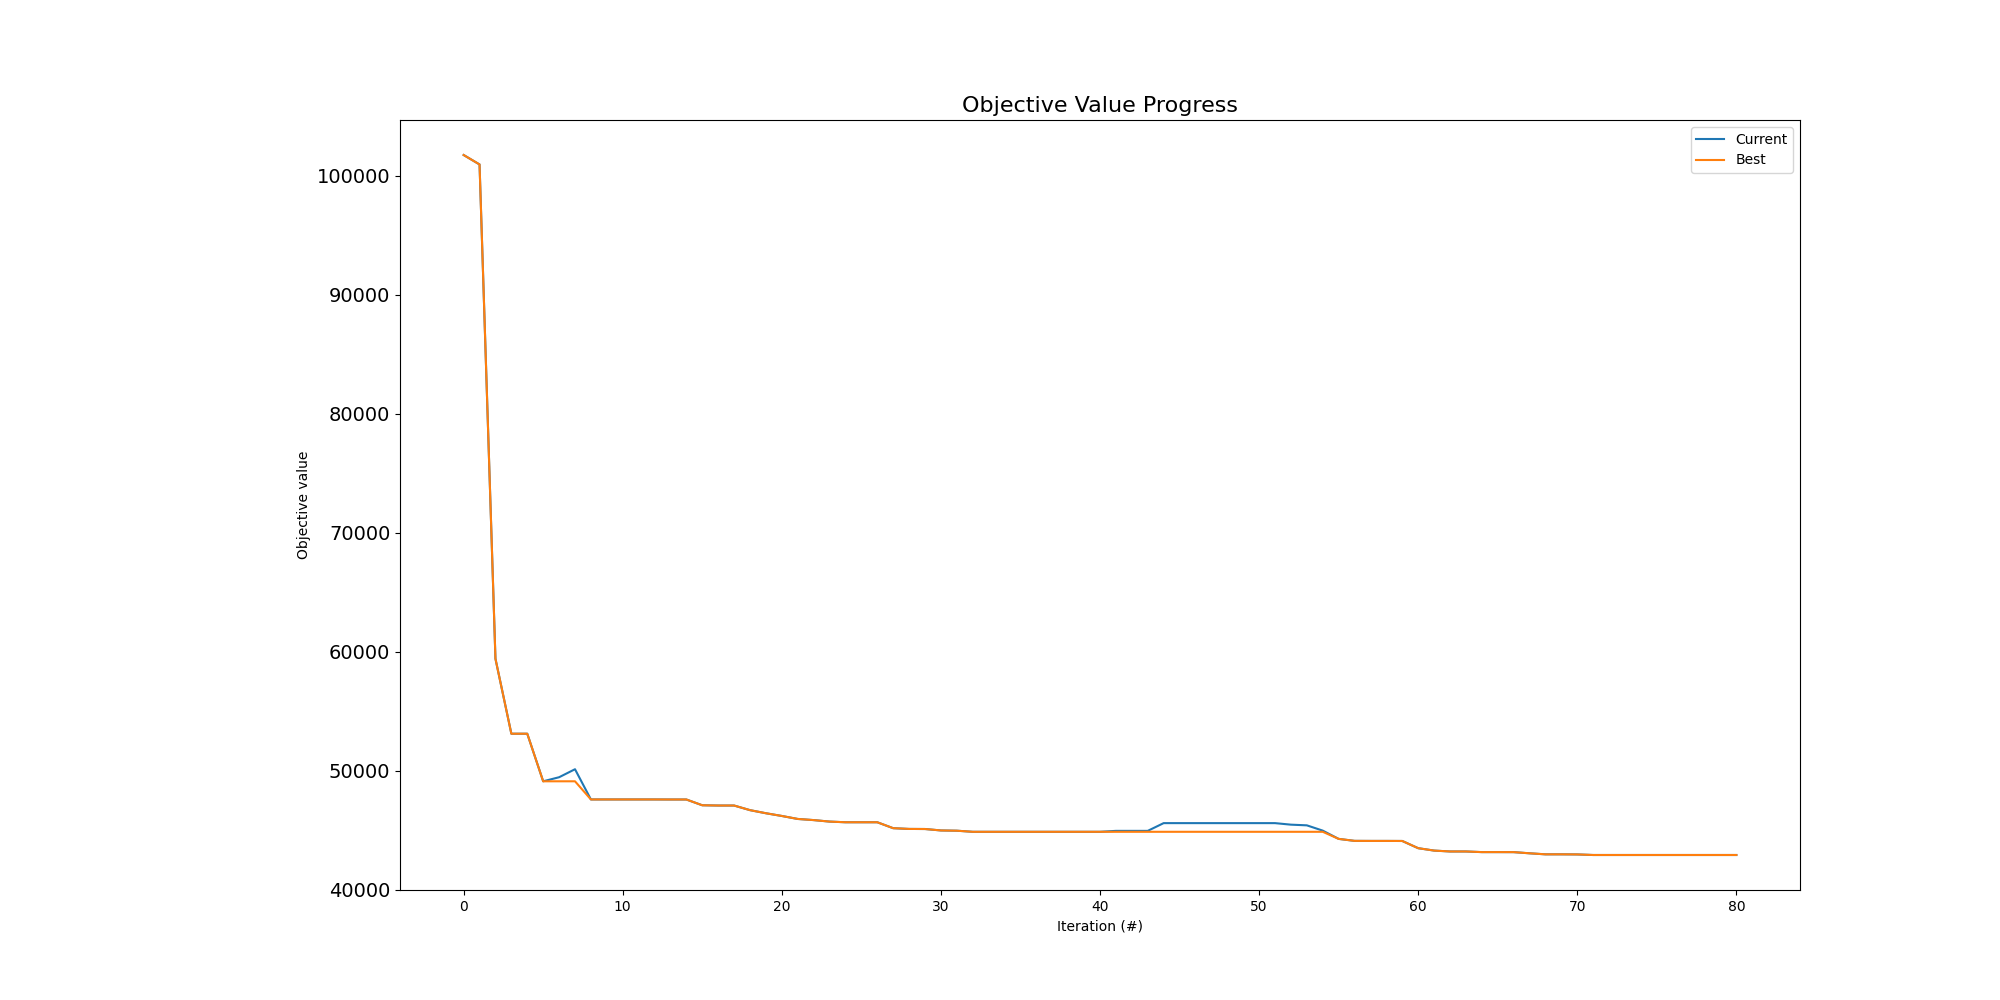 Objective Value Progress
Current
Best
100000
90000
80000
70000
60000
50000
40000
Objective value
0 10 20 30 40 50 60 70 80
Iteration (#)